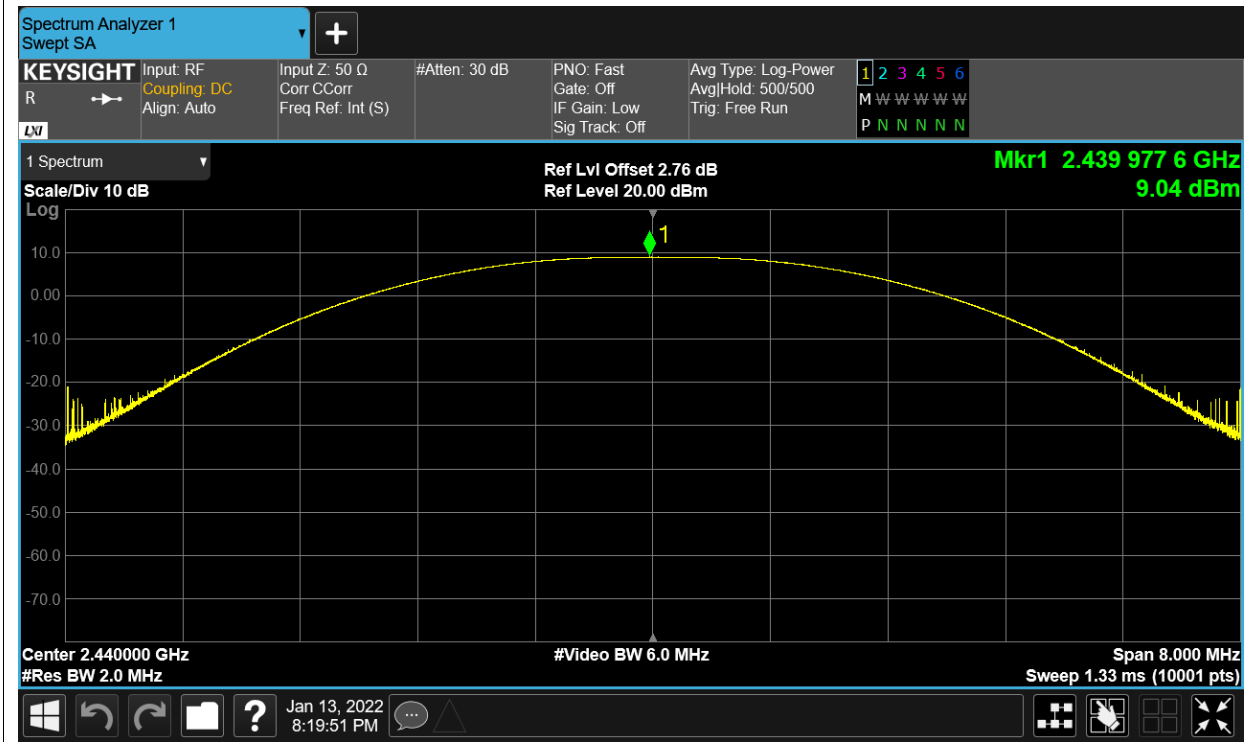 Spectrum Analyzer 1
Swept SA
KEYSIGHT
R
LXI
Input: RF
Coupling: DC
Align: Auto
Input Z: 50 Ω
Corr CCorr
Freq Ref: Int (S)
#Atten: 30 dB
PNO: Fast
Gate: Off
IF Gain: Low
Sig Track: Off
Avg Type: Log-Power
Avg|Hold: 500/500
Trig: Free Run
1 2 3 4 5 6
M W W W W W
P N N N N N
1 Spectrum
Scale/Div 10 dB
Log
Ref Lvl Offset 2.76 dB
Ref Level 20.00 dBm
Mkr1 2.439 977 6 GHz
9.04 dBm
1
10.0
0.00
-10.0
-20.0
-30.0
-40.0
-50.0
-60.0
-70.0
Center 2.440000 GHz
#Res BW 2.0 MHz
#Video BW 6.0 MHz
Span 8.000 MHz
Sweep 1.33 ms (10001 pts)
?
Jan 13, 2022
8:19:51 PM